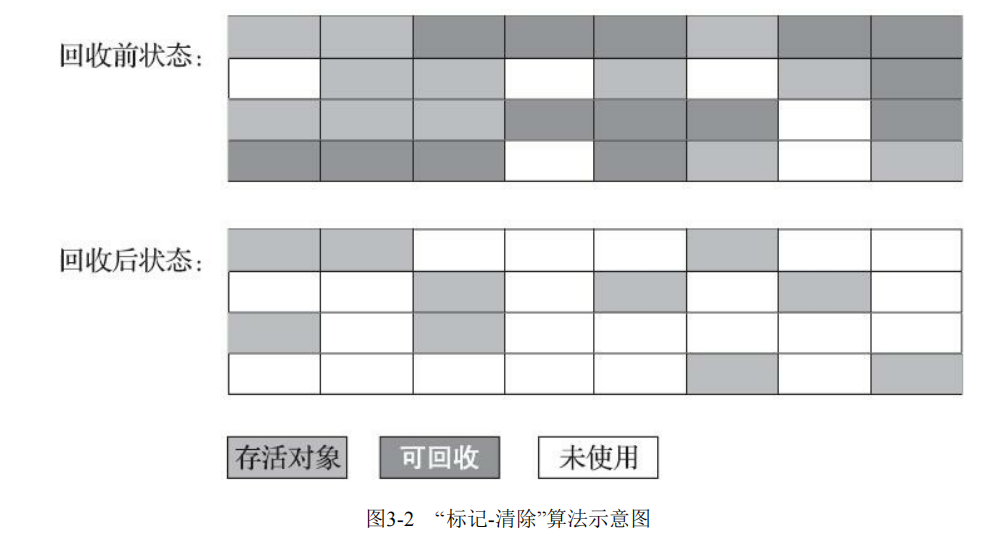 回收前状态：
回收后状态：
存活对象
可回收
未使用
图3-2 “标记-清除”算法示意图